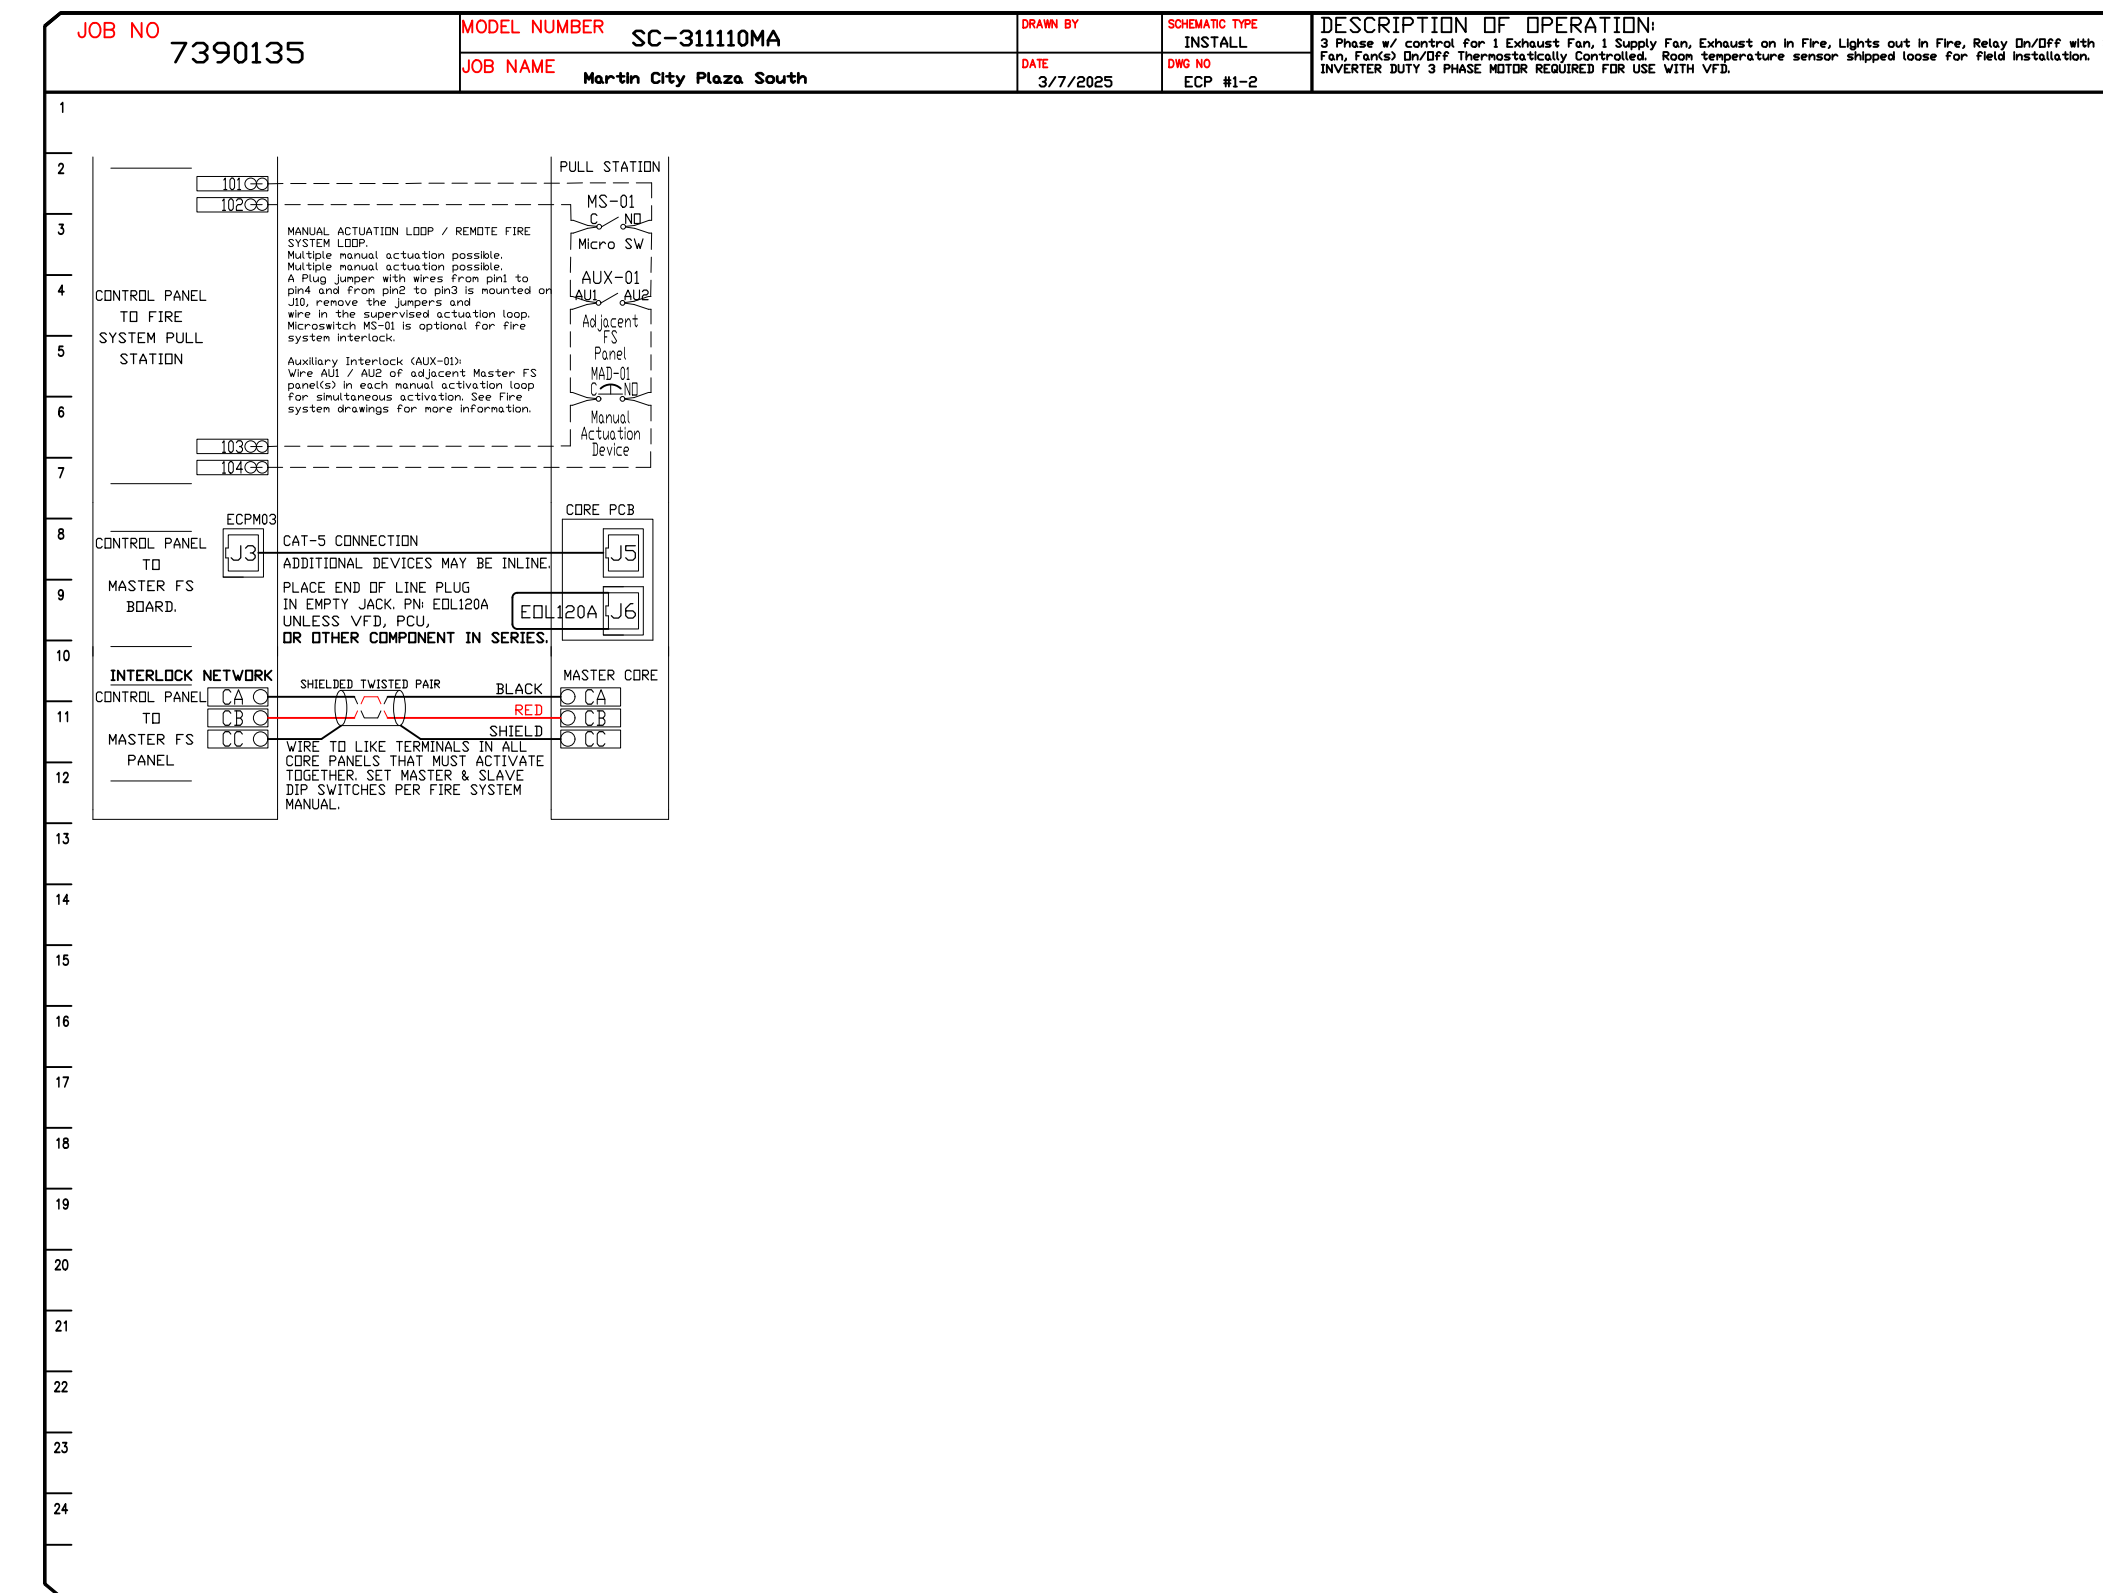 JOB NO
7390135
MODEL NUMBER
SC-311110MA
JOB NAME
Martin City Plaza South
DRAWN BY
DATE
3/7/2025
SCHEMATIC TYPE
INSTALL
DWG NO
ECP #1-2
DESCRIPTION OF OPERATION:
3 Phase w/ control for 1 Exhaust Fan, 1 Supply Fan, Exhaust on in Fire, Lights out in Fire, Relay On/Off with
Fan, Fan(s) On/Off Thermostatically Controlled. Room temperature sensor shipped loose for field installation.
INVERTER DUTY 3 PHASE MOTOR REQUIRED FOR USE WITH VFD.
1
2
3
4
5
6
7
8
9
10
11
12
13
14
15
16
17
18
19
20
21
22
23
24
CONTROL PANEL
TO FIRE
SYSTEM PULL
STATION
101
102
103
104
MANUAL ACTUATION LOOP / REMOTE FIRE
SYSTEM LOOP.
Multiple manual actuation possible.
Multiple manual actuation possible.
A Plug jumper with wires from pin1 to
pin4 and from pin2 to pin3 is mounted on
J10, remove the jumpers and
wire in the supervised actuation loop.
Microswitch MS-01 is optional for fire
system interlock.
Auxiliary Interlock (AUX-01):
Wire AU1 / AU2 of adjacent Master FS
panel(s) in each manual activation loop
for simultaneous activation. See Fire
system drawings for more information.
PULL STATION
MS-01
C NO
Micro SW
AUX-01
AU1 AU2
Adjacent
FS
Panel
MAD-01
C NO
Manual
Actuation
Device
CONTROL PANEL
TO
MASTER FS
BOARD.
ECPM03
J3
CAT-5 CONNECTION
ADDITIONAL DEVICES MAY BE INLINE.
PLACE END OF LINE PLUG
IN EMPTY JACK. PN: EOL120A
UNLESS VFD, PCU,
OR OTHER COMPONENT IN SERIES.
CORE PCB
J5
EOL120A
J6
INTERLOCK NETWORK
CONTROL PANEL
TO
MASTER FS
PANEL
CA
CB
CC
SHIELDED TWISTED PAIR
BLACK
RED
SHIELD
WIRE TO LIKE TERMINALS IN ALL
CORE PANELS THAT MUST ACTIVATE
TOGETHER. SET MASTER & SLAVE
DIP SWITCHES PER FIRE SYSTEM
MANUAL.
MASTER CORE
CA
CB
CC